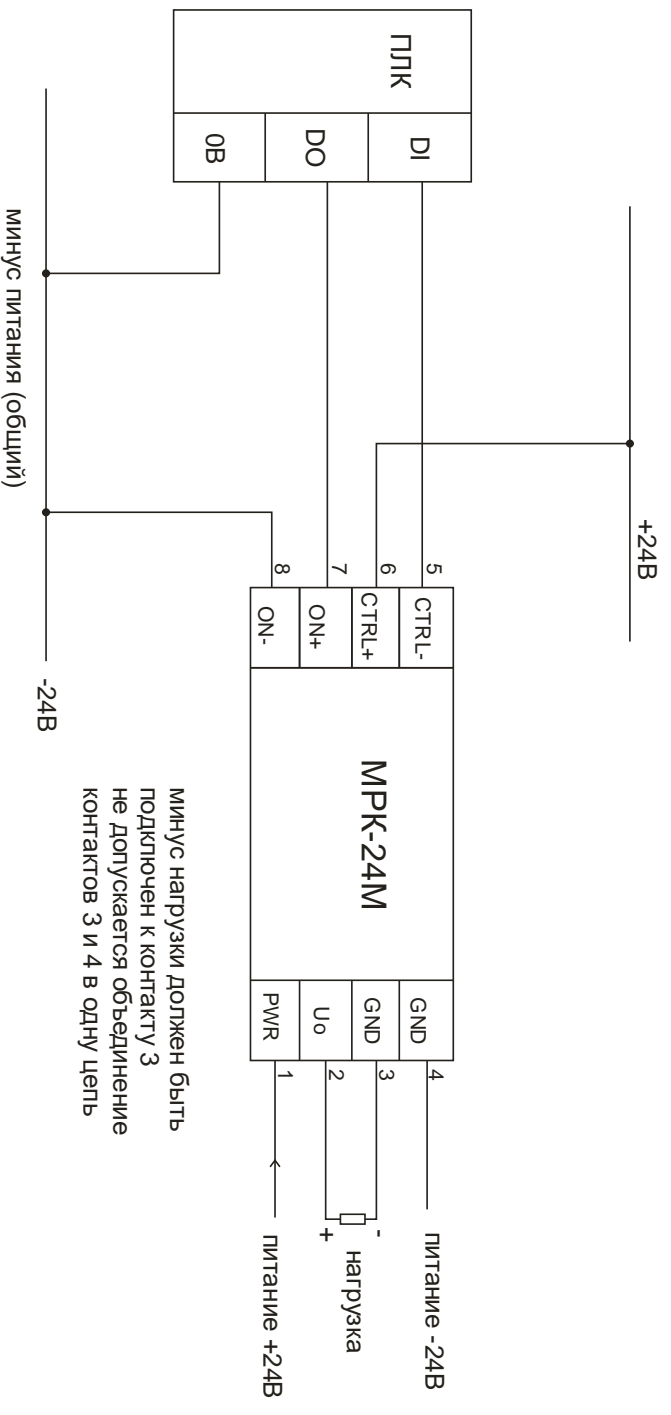 +24В
ПЛК
DI
DO
0В
5
6
7
8
CTRL-
CTRL+
ON+
ON-
МРК-24М
GND
GND
Uo
PWR
4
3
2
1
питание -24В
-
+
нагрузка
питание +24В
минус питания (общий)
-24В
минус нагрузки должен быть
подключен к контакту 3
не допускается объединение
контактов 3 и 4 в одну цепь